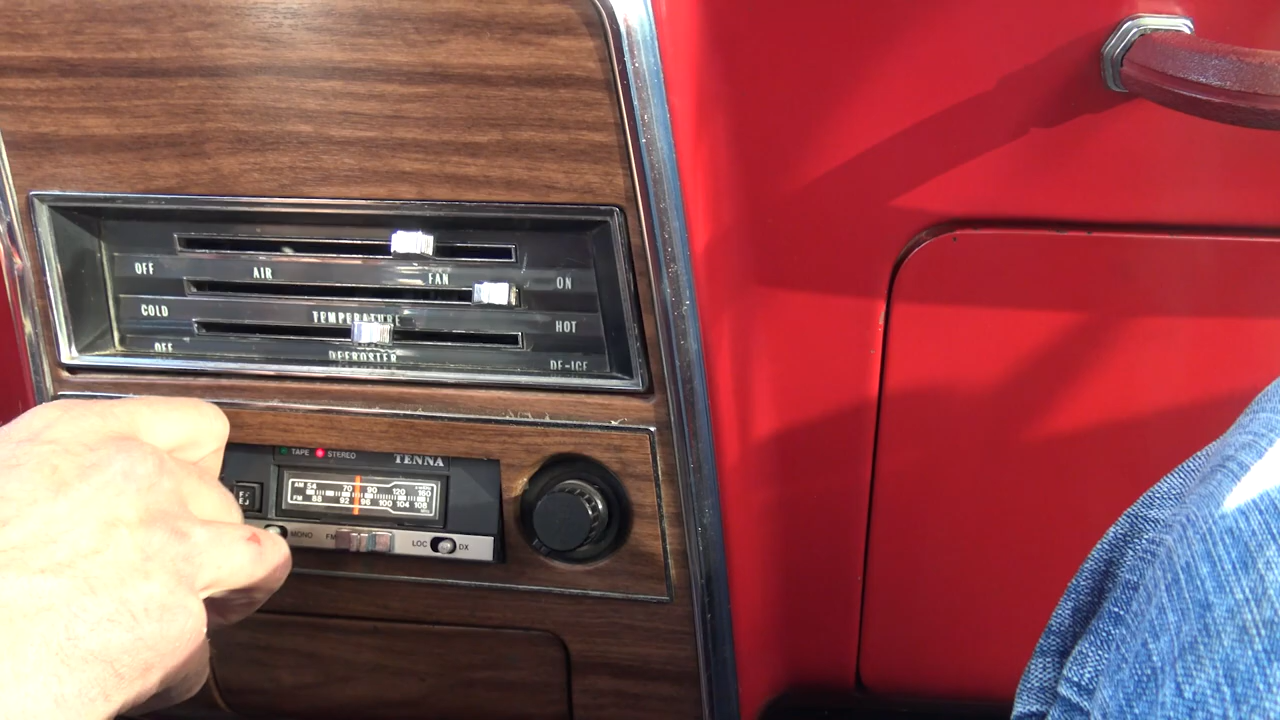 OFF AIR FAN ON
COLD TEMPERATURE HOT
OFF DEFROSTER DE-ICE
TAPE STEREO TENNA
AM 54 70 90 120 160
FM 88 92 96 100 104 108
MONO FM LOC DX